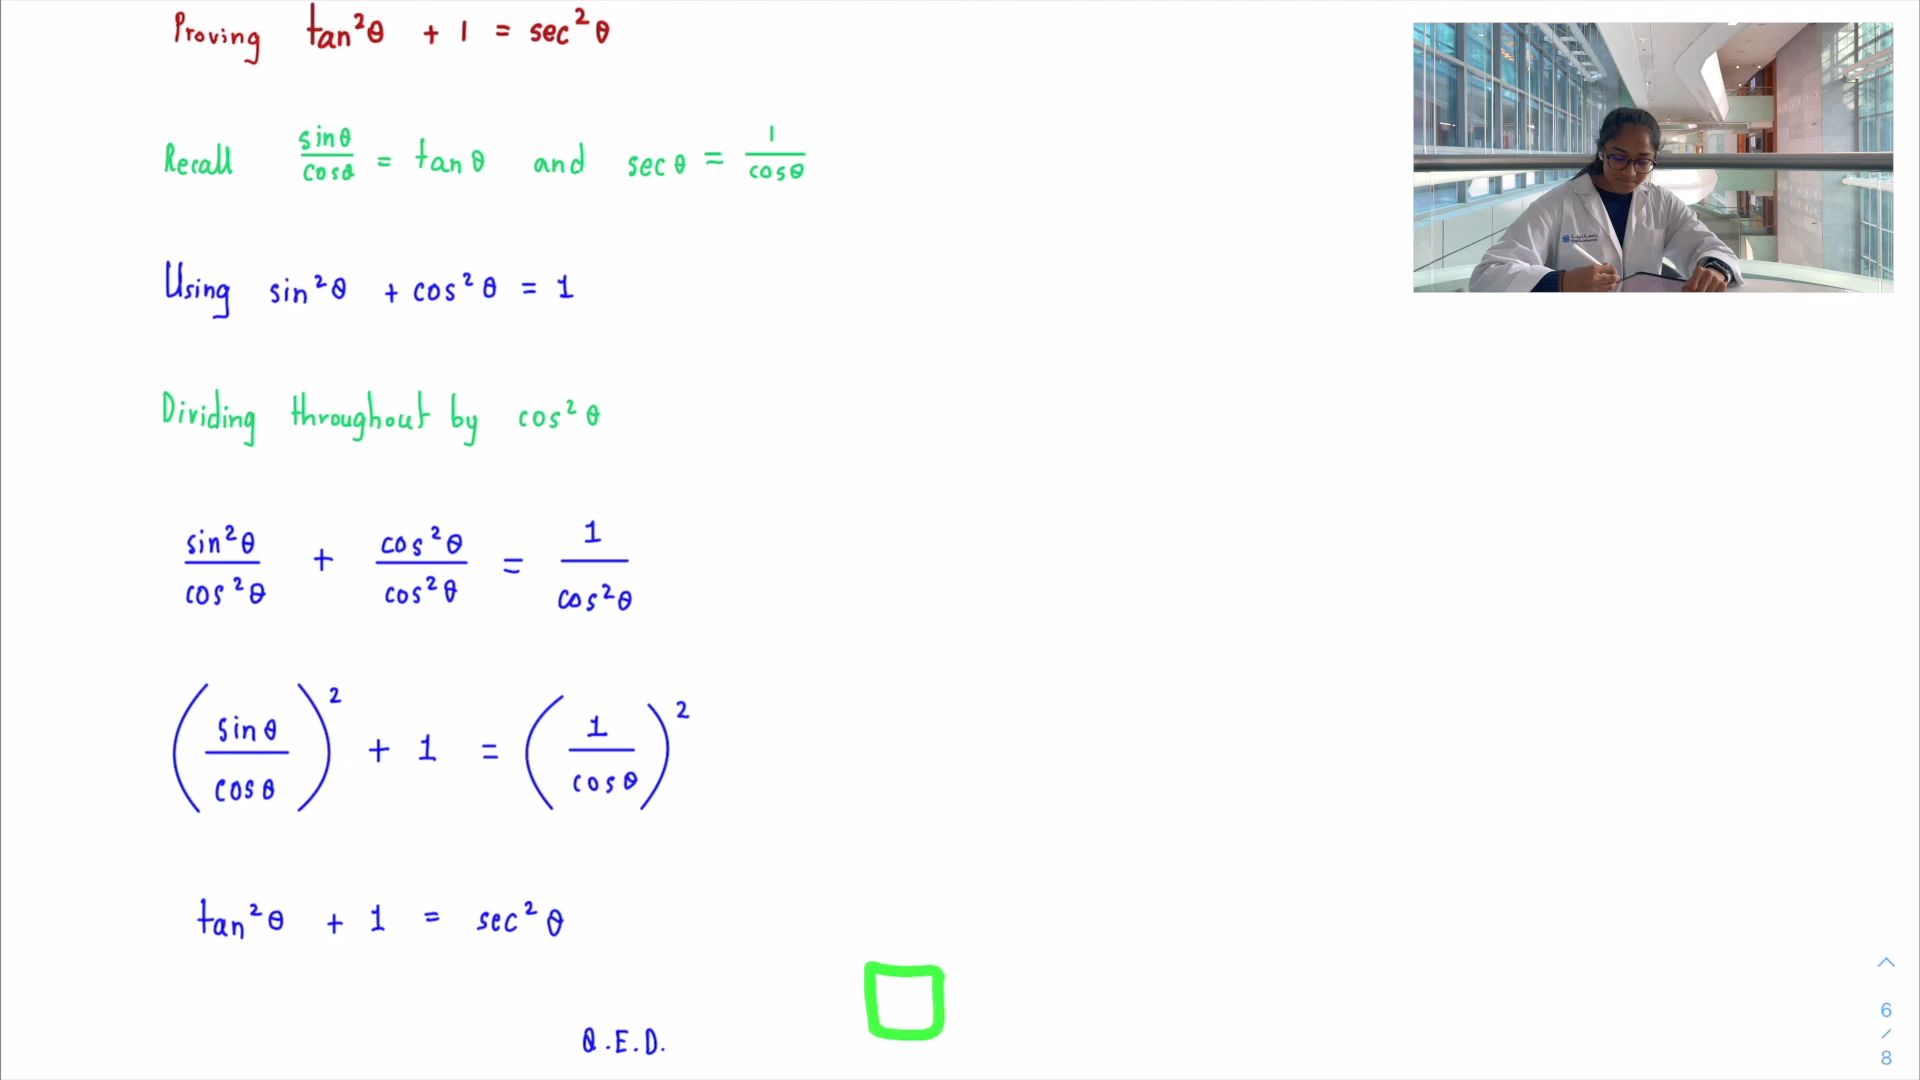 Proving tan²θ + 1 = sec²θ
Recall sinθ/cosθ = tanθ and secθ = 1/cosθ
Using sin²θ + cos²θ = 1
Dividing throughout by cos²θ
sin²θ/cos²θ + cos²θ/cos²θ = 1/cos²θ
(sinθ/cosθ)² + 1 = (1/cosθ)²
tan²θ + 1 = sec²θ
Q.E.D.
6
/
8